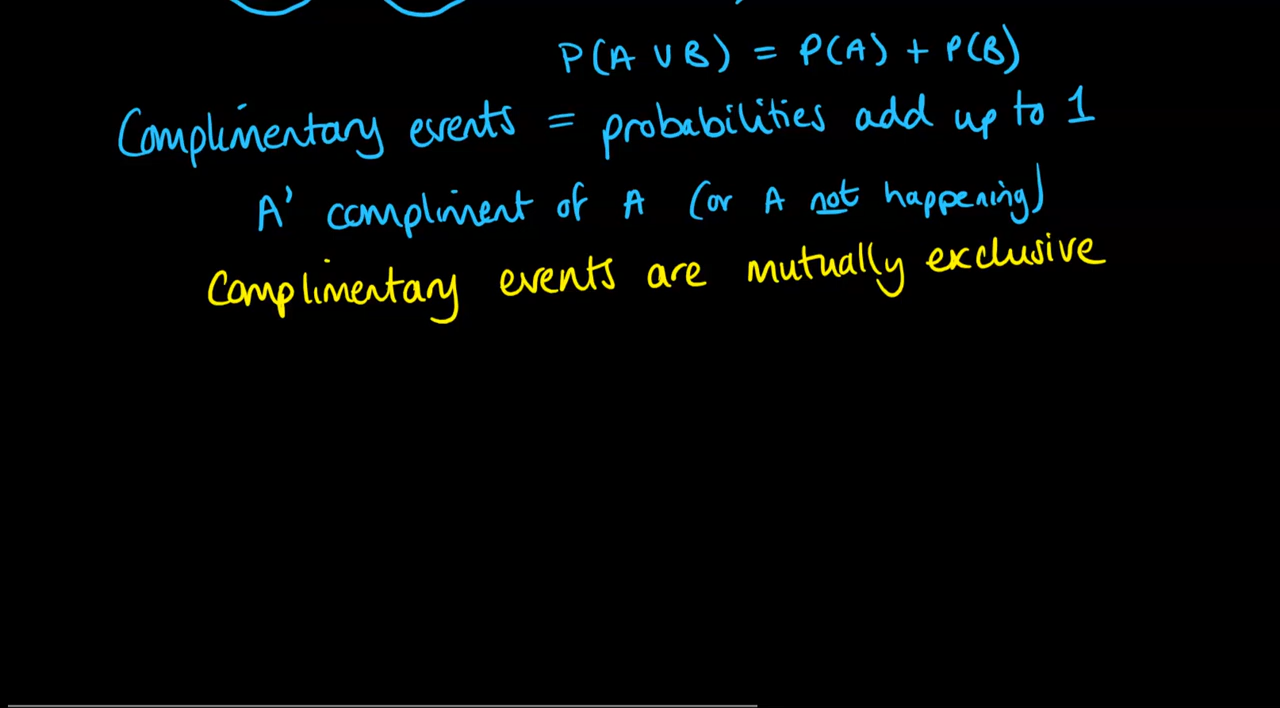 P(A ∪ B) = P(A) + P(B)
Complimentary events = probabilities add up to 1
A' compliment of A (or A not happening)
Complimentary events are mutually exclusive